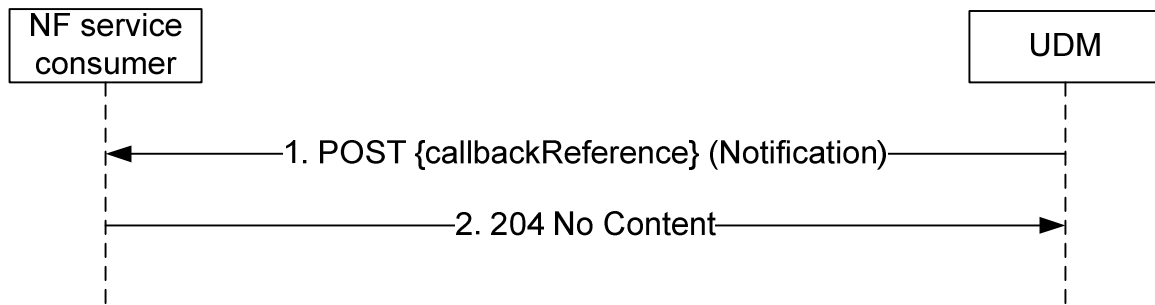 NF service
consumer
UDM
1. POST {callbackReference} (Notification)
2. 204 No Content